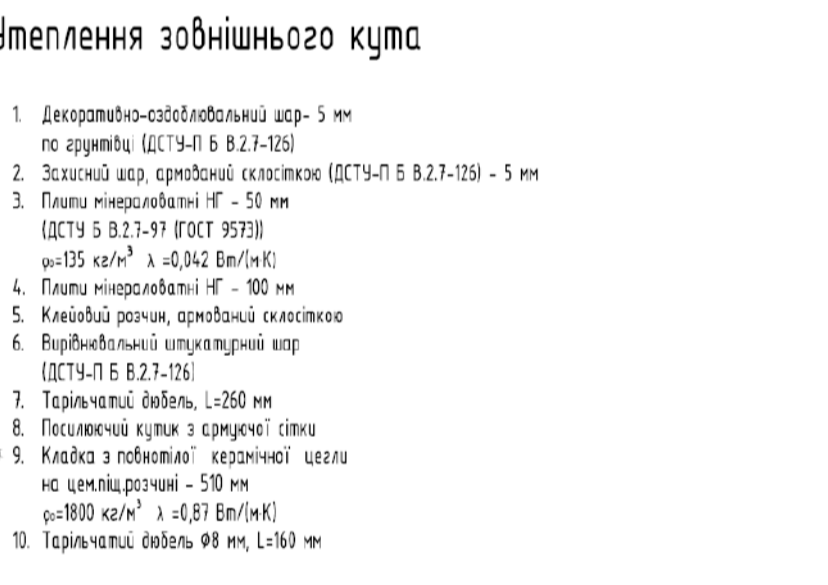 Утеплення зовнішнього кута
1. Декоративно-оздоблювальний шар- 5 мм
по ґрунтівці (ДСТУ-П Б В.2.7-126)
2. Захисний шар, армований склосіткою (ДСТУ-П Б В.2.7-126) - 5 мм
3. Плити мінераловатні НГ - 50 мм
(ДСТУ Б В.2.7-97 (ГОСТ 9573))
ρ₀=135 кг/м³ λ =0,042 Вт/(м·К)
4. Плити мінераловатні НГ - 100 мм
5. Клейовий розчин, армований склосіткою
6. Вирівнювальний штукатурний шар
(ДСТУ-П Б В.2.7-126)
7. Тарільчатий дюбель, L=260 мм
8. Посилюючий кутик з армуючої сітки
9. Кладка з повнотілої керамічної цегли
на цем.піщ.розчині - 510 мм
ρ₀=1800 кг/м³ λ =0,87 Вт/(м·К)
10. Тарільчатий дюбель Φ8 мм, L=160 мм